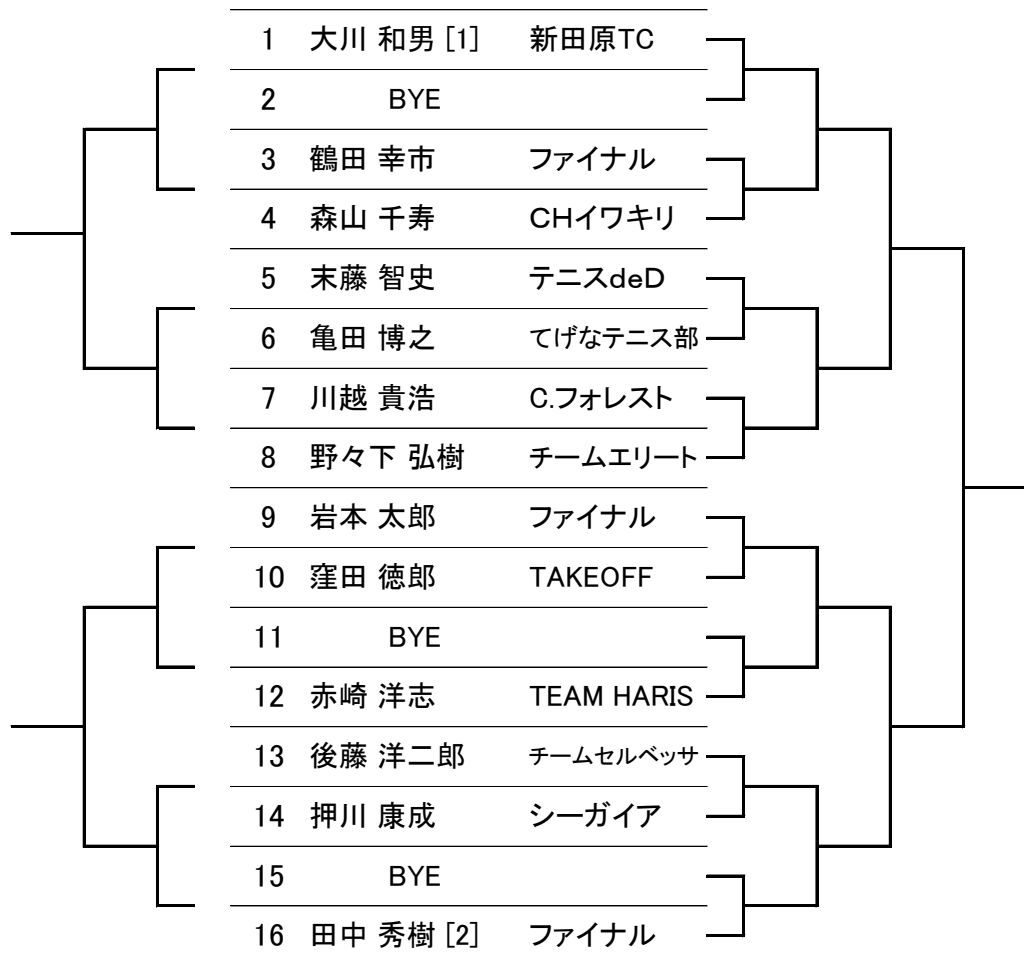 1 大川 和男 [1] 新田原TC
2 BYE
3 鶴田 幸市 ファイナル
4 森山 千寿 CHイワキリ
5 末藤 智史 テニスdeD
6 亀田 博之 てげなテニス部
7 川越 貴浩 C.フォレスト
8 野々下 弘樹 チームエリート
9 岩本 太郎 ファイナル
10 窪田 徳郎 TAKEOFF
11 BYE
12 赤崎 洋志 TEAM HARIS
13 後藤 洋二郎 チームセルベッサ
14 押川 康成 シーガイア
15 BYE
16 田中 秀樹 [2] ファイナル